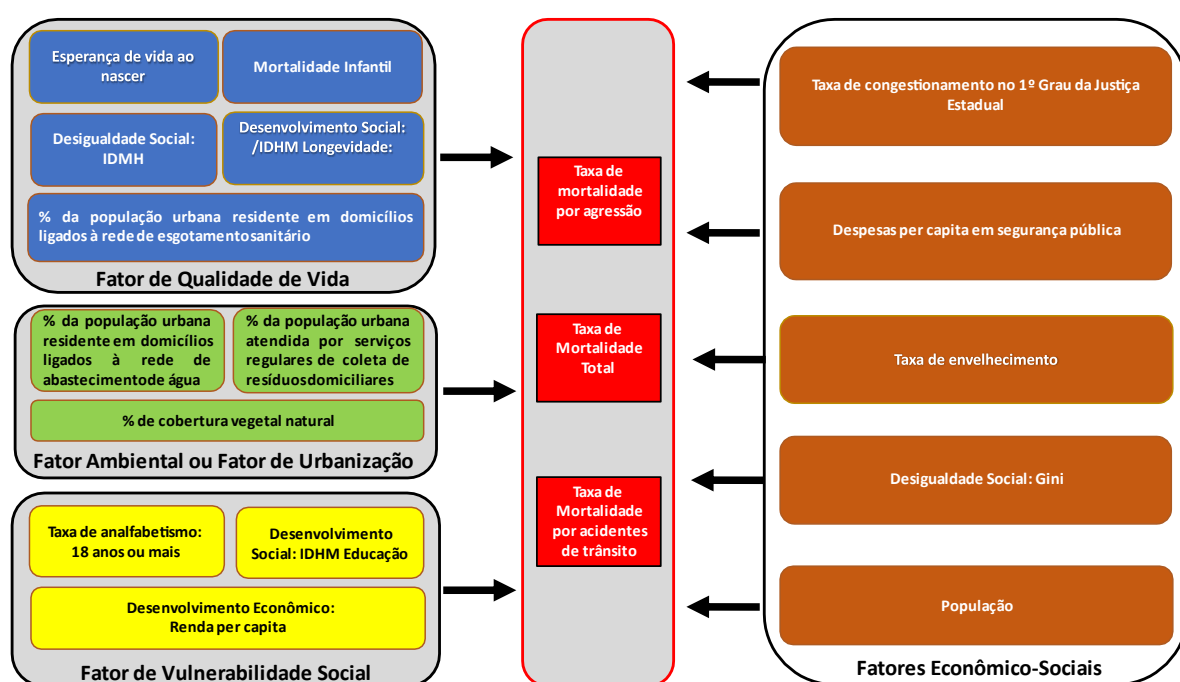 Esperança de vida ao
nascer
Mortalidade Infantil
Desigualdade Social:
IDMH
Desenvolvimento Social:
/IDHM Longevidade:
% da população urbana residente em domicílios
ligados à rede de esgotamentosanitário
Fator de Qualidade de Vida
% da população urbana
residente em domicílios
ligados à rede de
abastecimentode água
% da população urbana
atendida por serviços
regulares de coleta de
resíduosdomiciliares
% de cobertura vegetal natural
Fator Ambiental ou Fator de Urbanização
Taxa de analfabetismo:
18 anos ou mais
Desenvolvimento
Social: IDHM Educação
Desenvolvimento Econômico:
Renda per capita
Fator de Vulnerabilidade Social
Taxa de
mortalidade
por agressão
Taxa de
Mortalidade
Total
Taxa de
Mortalidade
por acidentes
de trânsito
Taxa de congestionamento no 1º Grau da Justiça
Estadual
Despesas per capita em segurança pública
Taxa de envelhecimento
Desigualdade Social: Gini
População
Fatores Econômico-Sociais